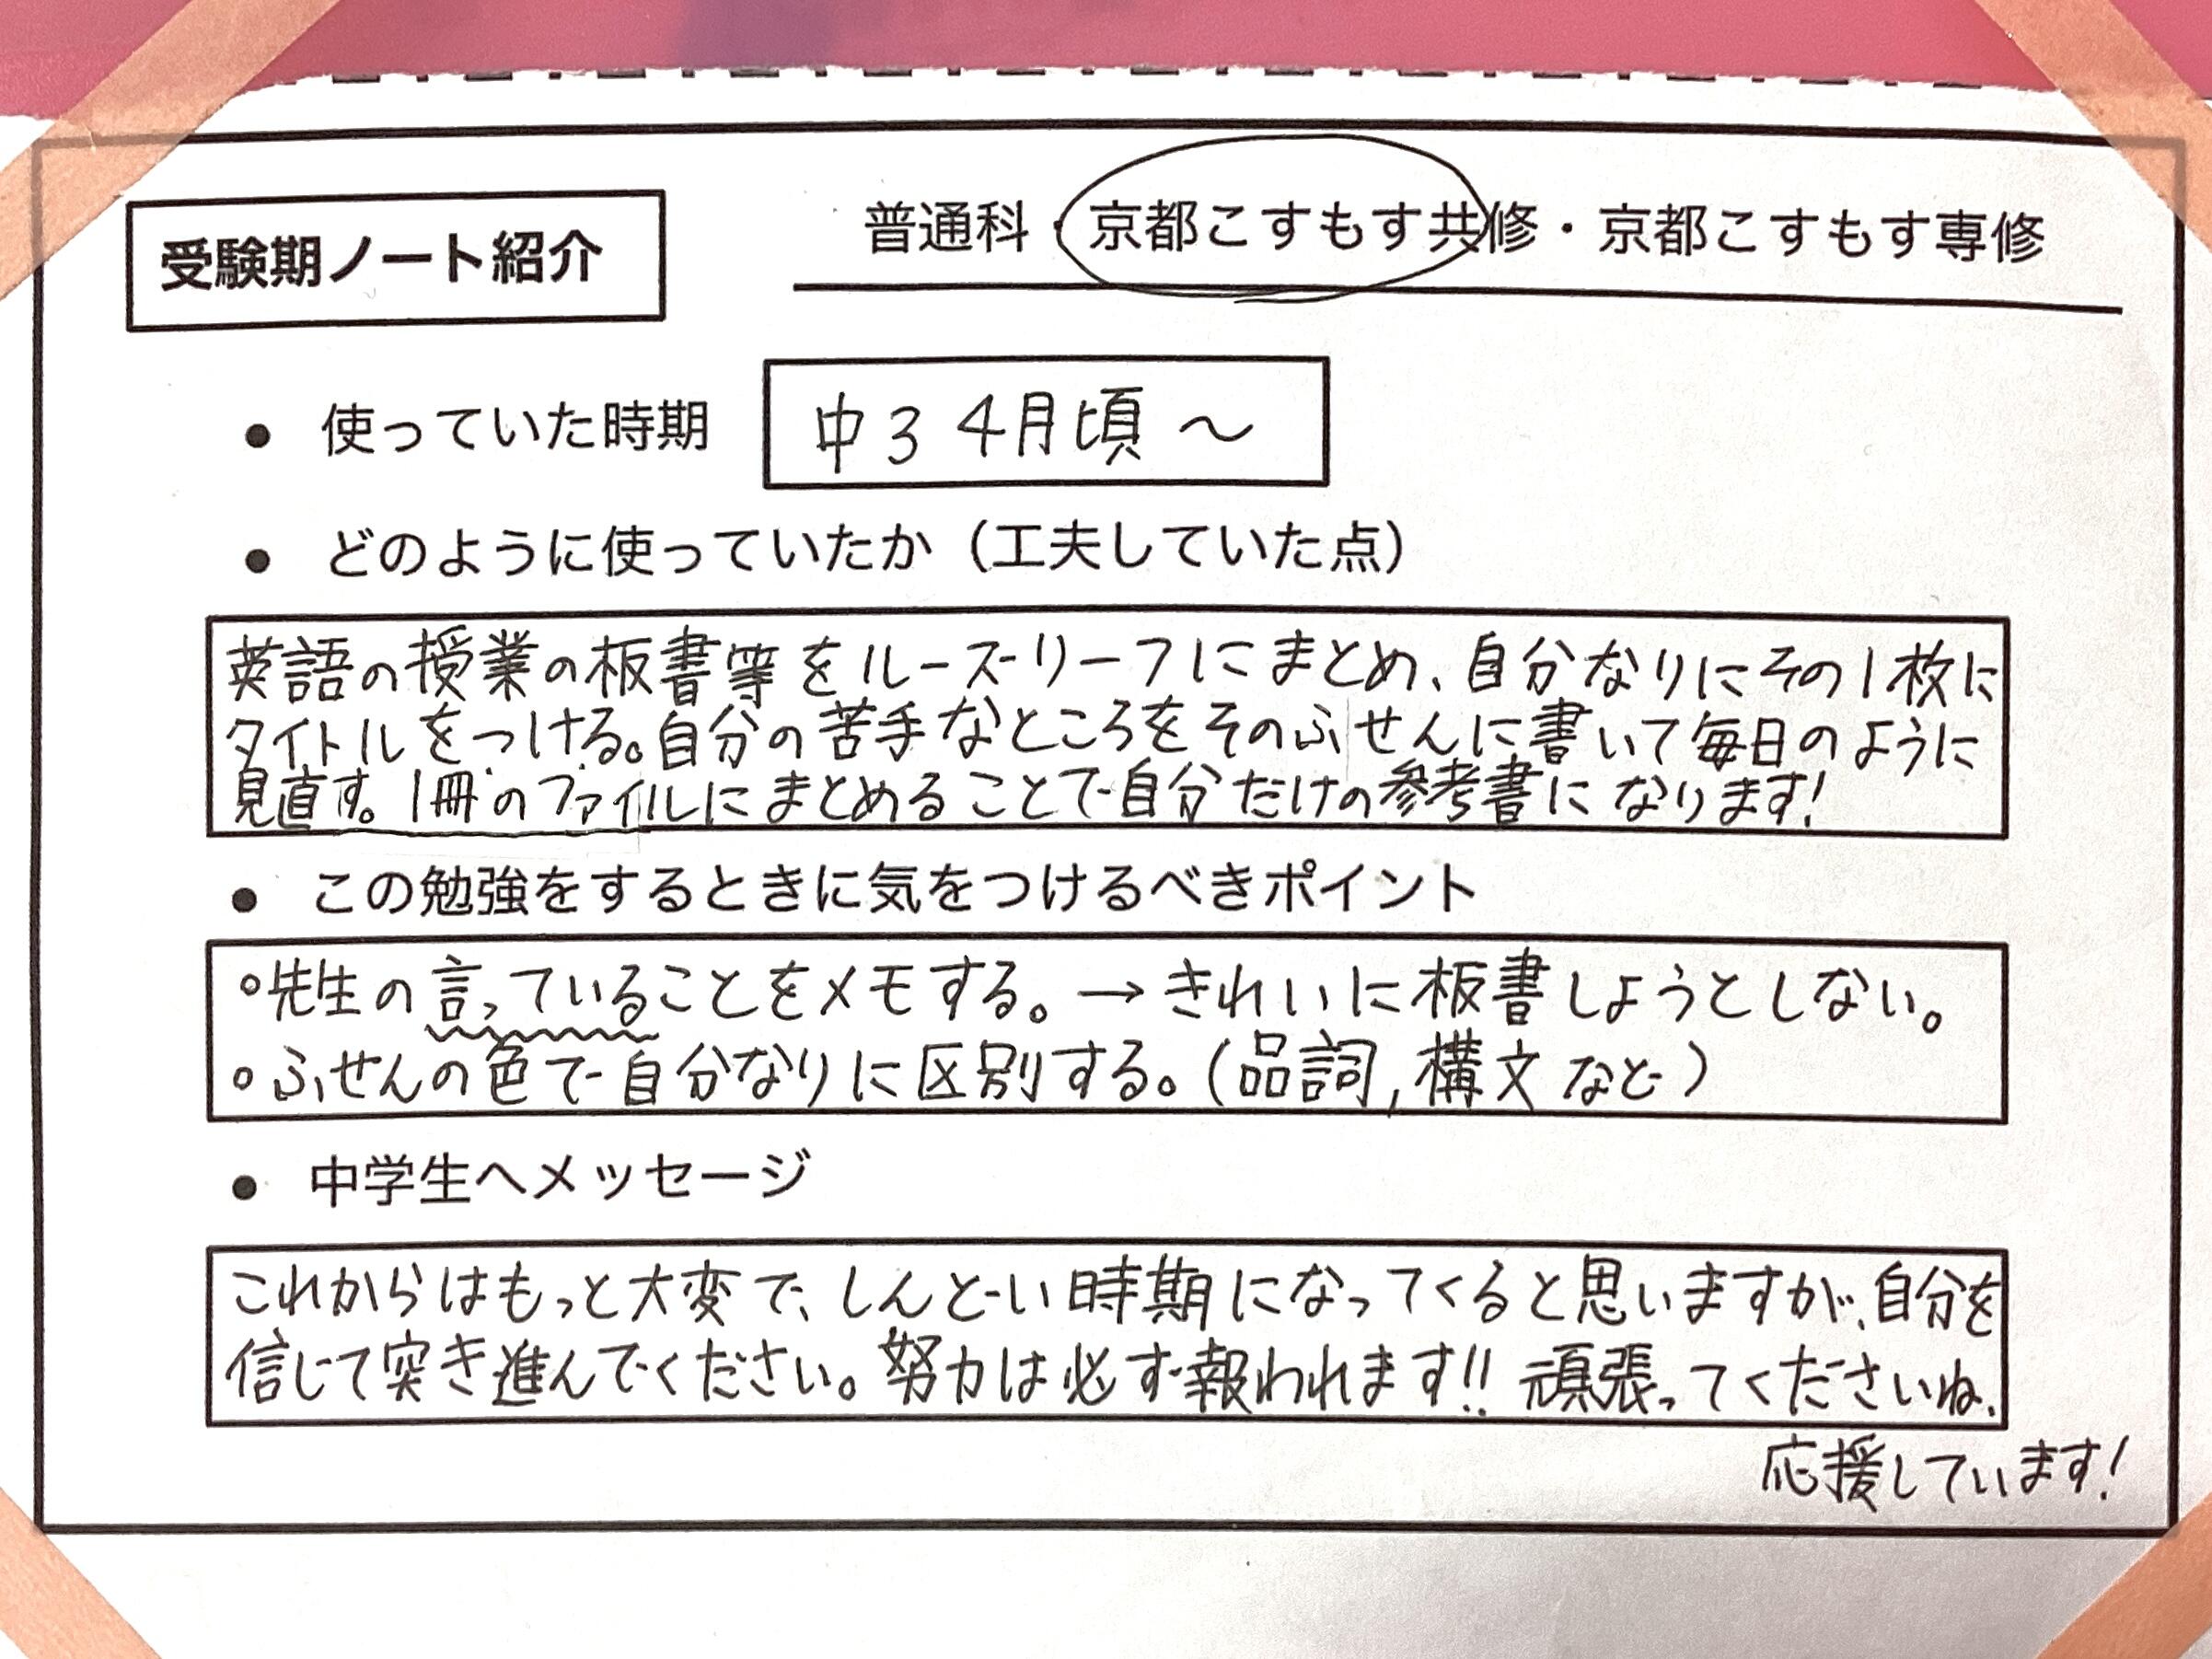 受験期ノート紹介
普通科・京都こすもす共修・京都こすもす専修
● 使っていた時期
中3 4月頃～
● どのように使っていたか（工夫していた点）
英語の授業の板書等をルーズリーフにまとめ、自分なりにその1枚に
タイトルをつける。自分の苦手なところをそのふせんに書いて毎日のように
見直す。1冊のファイルにまとめることで自分だけの参考書になります!
● この勉強をするときに気をつけるべきポイント
○先生の言っていることをメモする。→きれいに板書しようとしない。
○ふせんの色で自分なりに区別する。(品詞,構文など)
● 中学生へメッセージ
これからはもっと大変で、しんどい時期になってくると思いますが、自分を
信じて突き進んでください。努力は必ず報われます!! 頑張ってくださいね、
応援しています!